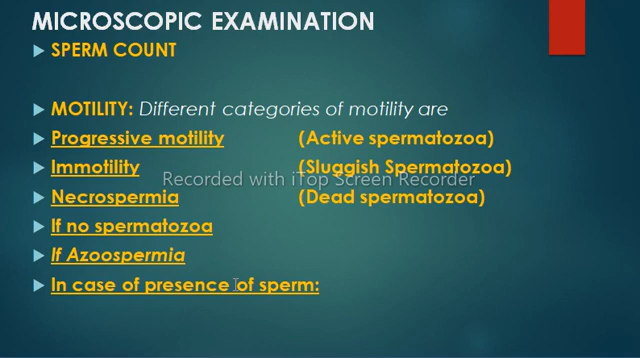 MICROSCOPIC EXAMINATION
SPERM COUNT
MOTILITY: Different categories of motility are
Progressive motility (Active spermatozoa)
Immotility (Sluggish Spermatozoa)
Recorded with iTop Screen Recorder
Necrospermia (Dead spermatozoa)
If no spermatozoa
If Azoospermia
In case of presence of sperm: